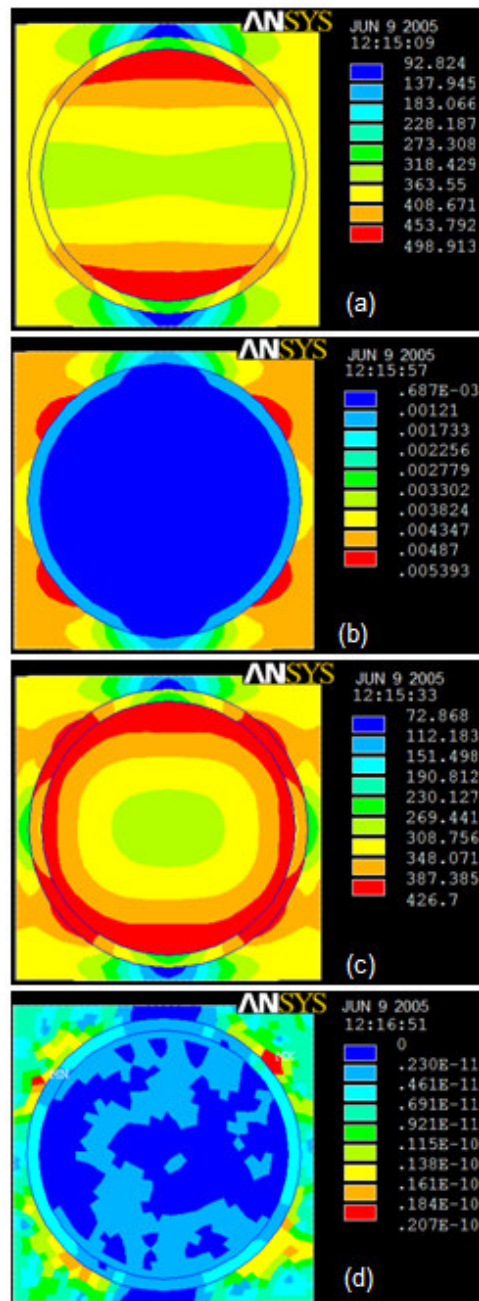 ANSYS
JUN 9 2005
12:15:09
92.824
137.945
183.066
228.187
273.308
318.429
363.55
408.671
453.792
498.913
(a)
ANSYS
JUN 9 2005
12:15:57
.687E-03
.00121
.001733
.002256
.002779
.003302
.003824
.004347
.00487
.005393
(b)
ANSYS
JUN 9 2005
12:15:33
72.868
112.183
151.498
190.812
230.127
269.441
308.756
348.071
387.385
426.7
(c)
ANSYS
JUN 9 2005
12:16:51
0
.230E-11
.461E-11
.691E-11
.921E-11
.115E-10
.138E-10
.161E-10
.184E-10
.207E-10
MX
(d)